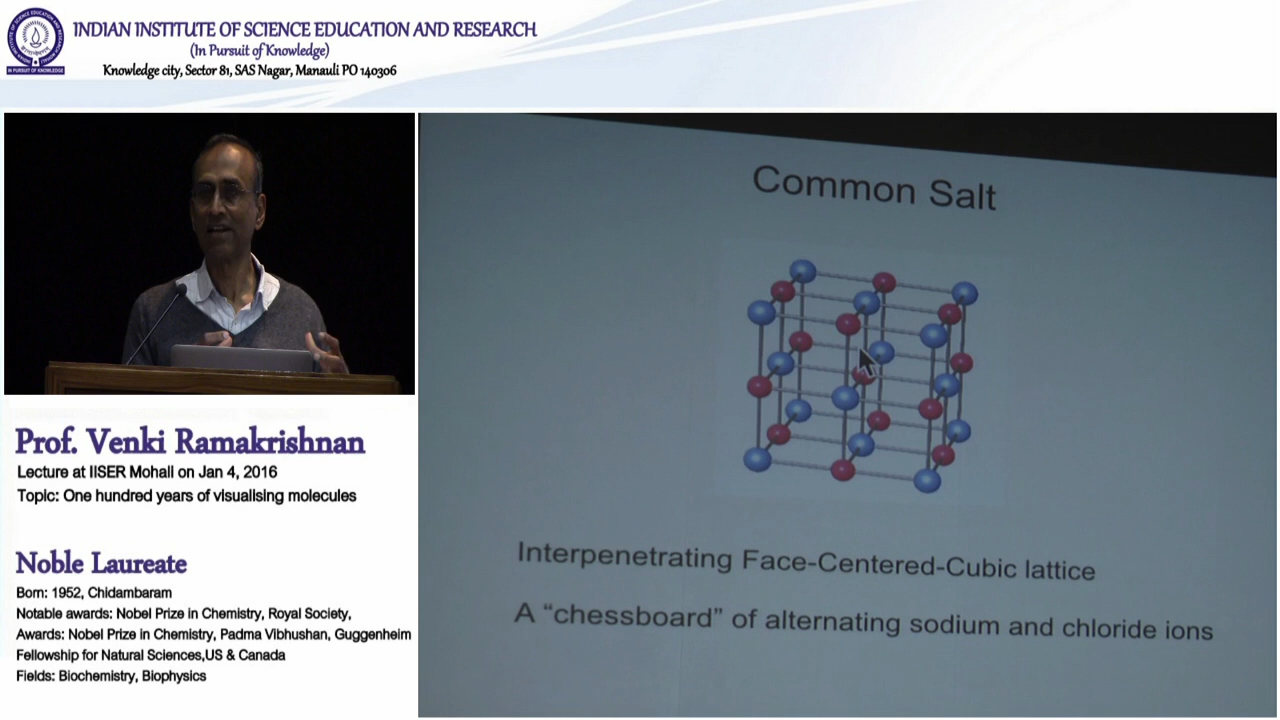 INDIAN INSTITUTE OF SCIENCE EDUCATION AND RESEARCH
(In Pursuit of Knowledge)
Knowledge city, Sector 81, SAS Nagar, Manauli PO 140306
IN PURSUIT OF KNOWLEDGE
Common Salt
Interpenetrating Face-Centered-Cubic lattice
A “chessboard” of alternating sodium and chloride ions
Prof. Venki Ramakrishnan
Lecture at IISER Mohali on Jan 4, 2016
Topic: One hundred years of visualising molecules
Noble Laureate
Born: 1952, Chidambaram
Notable awards: Nobel Prize in Chemistry, Royal Society,
Awards: Nobel Prize in Chemistry, Padma Vibhushan, Guggenheim
Fellowship for Natural Sciences,US & Canada
Fields: Biochemistry, Biophysics